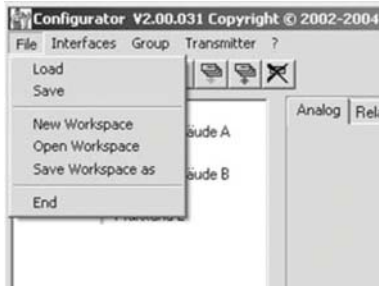 Configurator V2.00.031 Copyright © 2002-2004
File Interfaces Group Transmitter ?
Load
Save
New Workspace
Open Workspace
Save Workspace as
End
äude A
äude B
Analog Rela